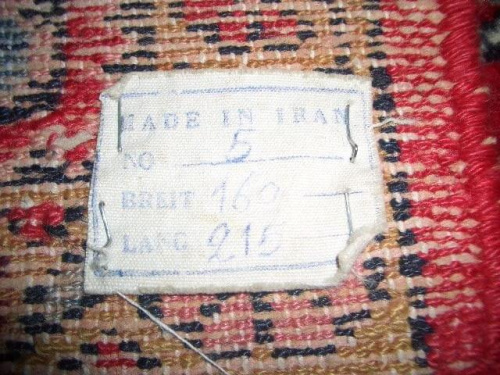 MADE IN IRAN
NO 5
BREIT 160
LANG 215